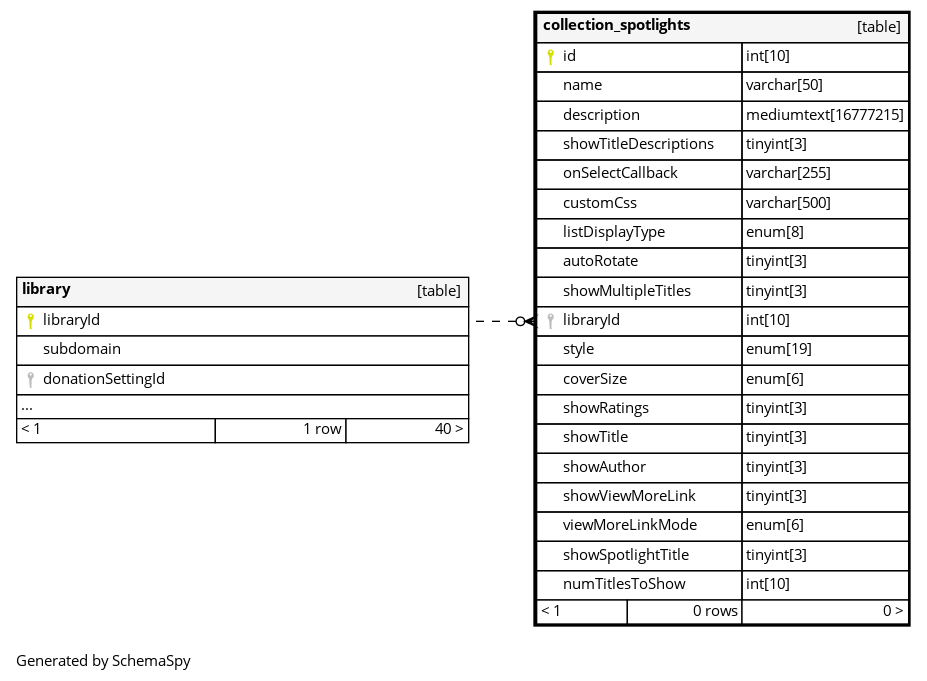 collection_spotlights [table]
id int[10]
name varchar[50]
description mediumtext[16777215]
showTitleDescriptions tinyint[3]
onSelectCallback varchar[255]
customCss varchar[500]
listDisplayType enum[8]
autoRotate tinyint[3]
showMultipleTitles tinyint[3]
libraryId int[10]
style enum[19]
coverSize enum[6]
showRatings tinyint[3]
showTitle tinyint[3]
showAuthor tinyint[3]
showViewMoreLink tinyint[3]
viewMoreLinkMode enum[6]
showSpotlightTitle tinyint[3]
numTitlesToShow int[10]
< 1 0 rows 0 >
library [table]
libraryId
subdomain
donationSettingId
...
< 1 1 row 40 >
Generated by SchemaSpy